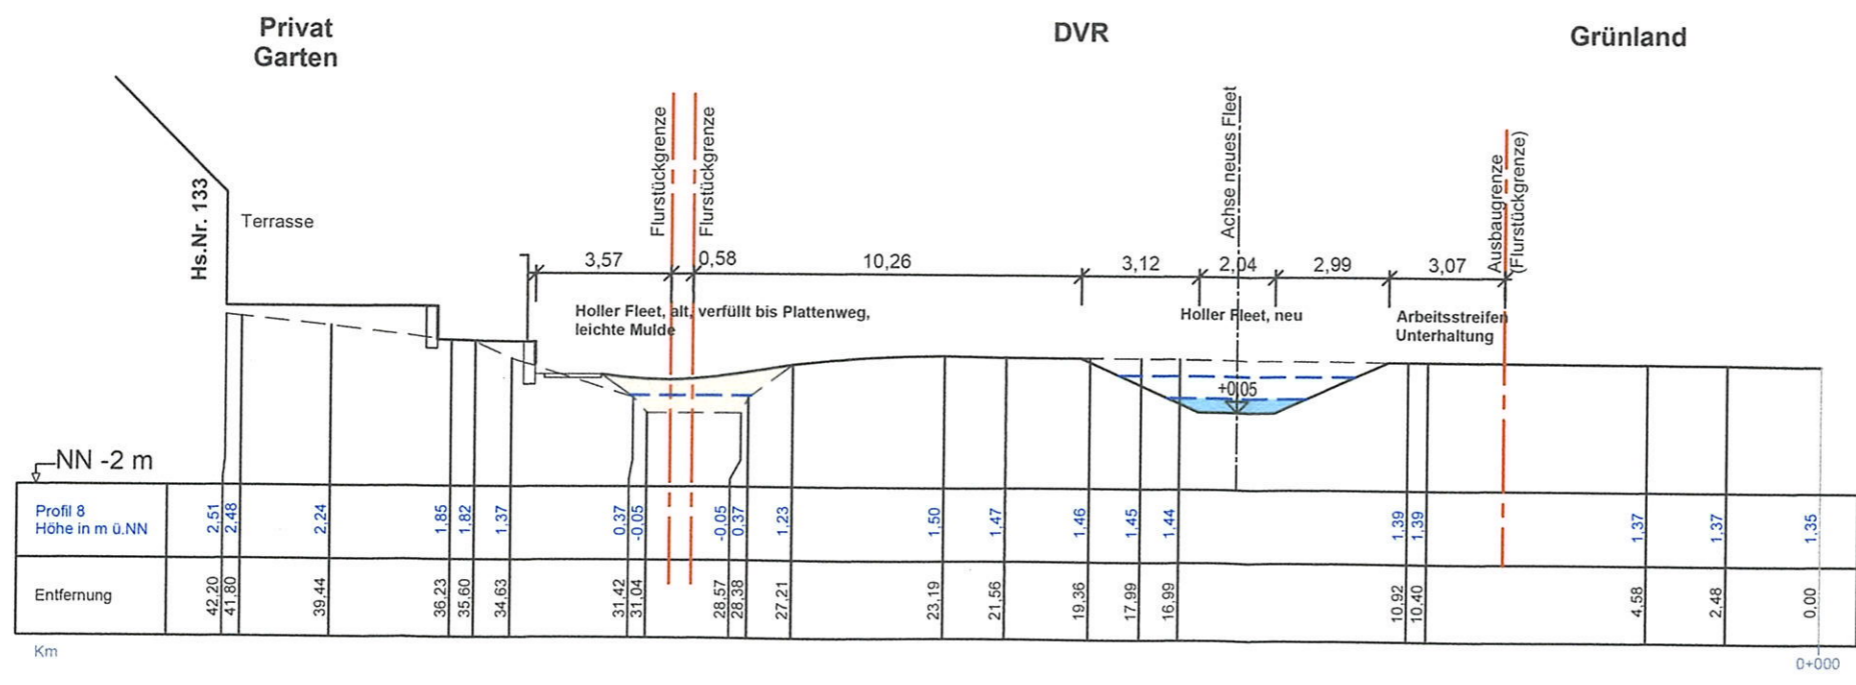 Privat
Garten
DVR
Grünland
Hs.Nr. 133
Terrasse
Flurstückgrenze
Flurstückgrenze
Achse neues Fleet
Ausbaugrenze
(Flurstückgrenze)
3,57
0,58
10,26
3,12
2,04
2,99
3,07
Holler Fleet, alt, verfüllt bis Plattenweg,
leichte Mulde
Holler Fleet, neu
Arbeitsstreifen
Unterhaltung
+0,05
NN -2 m
Profil 8
Höhe in m ü.NN
2,51
2,48
2,24
1,85
1,82
1,37
0,37
-0,05
-0,05
0,37
1,23
1,50
1,47
1,46
1,45
1,44
1,39
1,39
1,37
1,37
1,35
Entfernung
42,20
41,80
39,44
36,23
35,60
34,63
31,42
31,04
28,57
28,38
27,21
23,19
21,56
19,36
17,99
16,99
10,92
10,40
4,58
2,48
0,00
Km
0+000